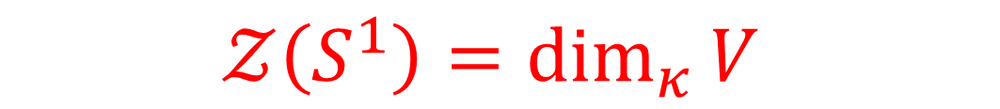 𝒵(𝑆¹) = dim_𝜅 𝑉